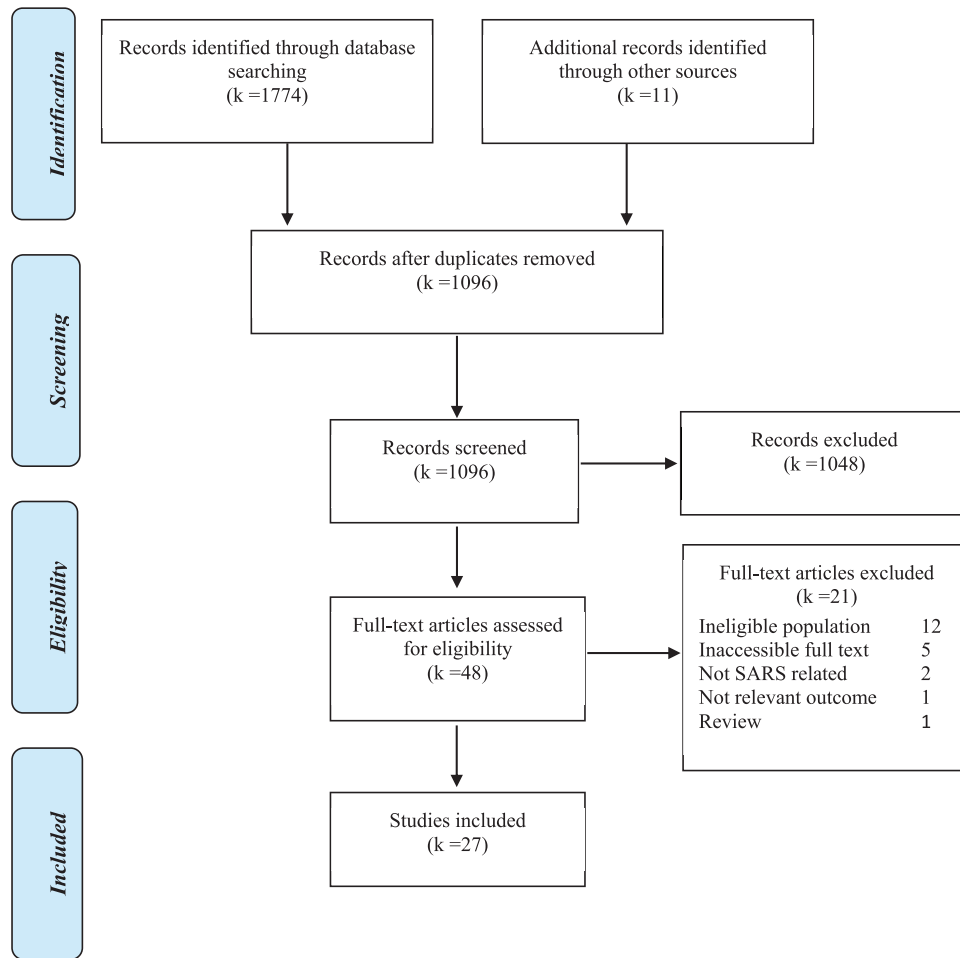 Identification
Records identified through database
searching
(k =1774)
Additional records identified
through other sources
(k =11)
Screening
Records after duplicates removed
(k =1096)
Records screened
(k =1096)
Records excluded
(k =1048)
Eligibility
Full-text articles assessed
for eligibility
(k =48)
Full-text articles excluded
(k =21)
Ineligible population 12
Inaccessible full text 5
Not SARS related 2
Not relevant outcome 1
Review 1
Included
Studies included
(k =27)